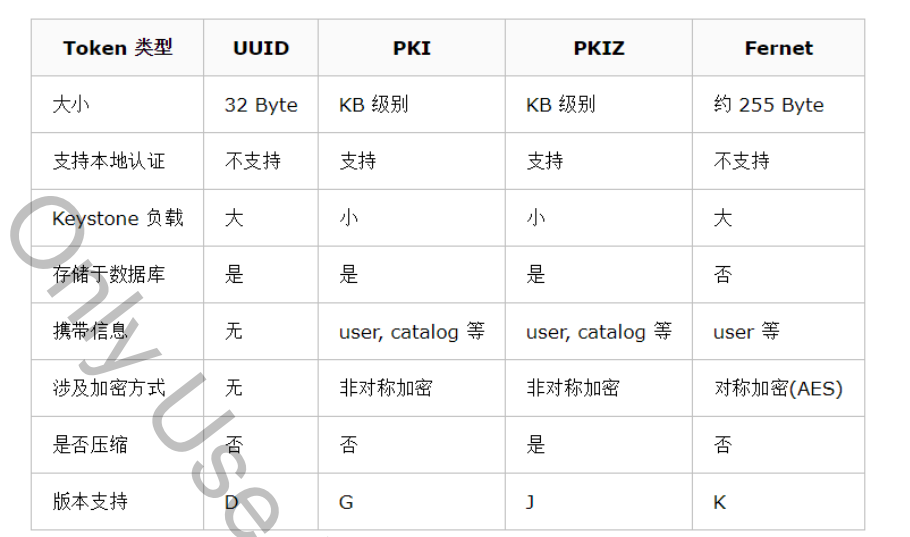 Token 类型 UUID PKI PKIZ Fernet
大小 32 Byte KB 级别 KB 级别 约 255 Byte
支持本地认证 不支持 支持 支持 不支持
Keystone 负载 大 小 小 大
存储于数据库 是 是 是 否
携带信息 无 user, catalog 等 user, catalog 等 user 等
涉及加密方式 无 非对称加密 非对称加密 对称加密(AES)
是否压缩 否 否 是 否
版本支持 D G J K
Only Use